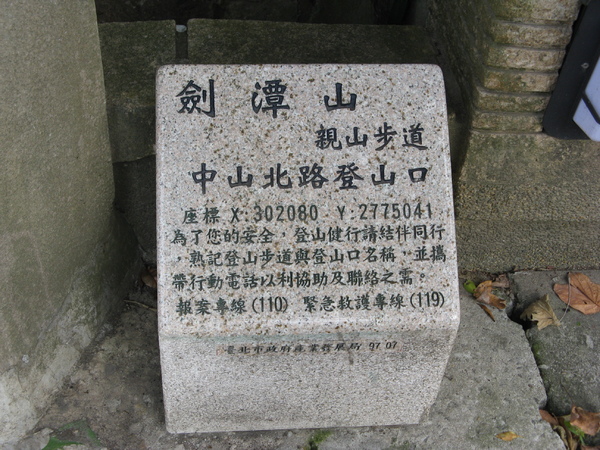 劍潭山
親山步道
中山北路登山口
座標 X:302080 Y:2775041
為了您的安全，登山健行請結伴同行
，熟記登山步道與登山口名稱，並攜
帶行動電話以利協助及聯絡之需。
報案專線(110) 緊急救護專線(119)
臺北市政府產業發展局 97 07